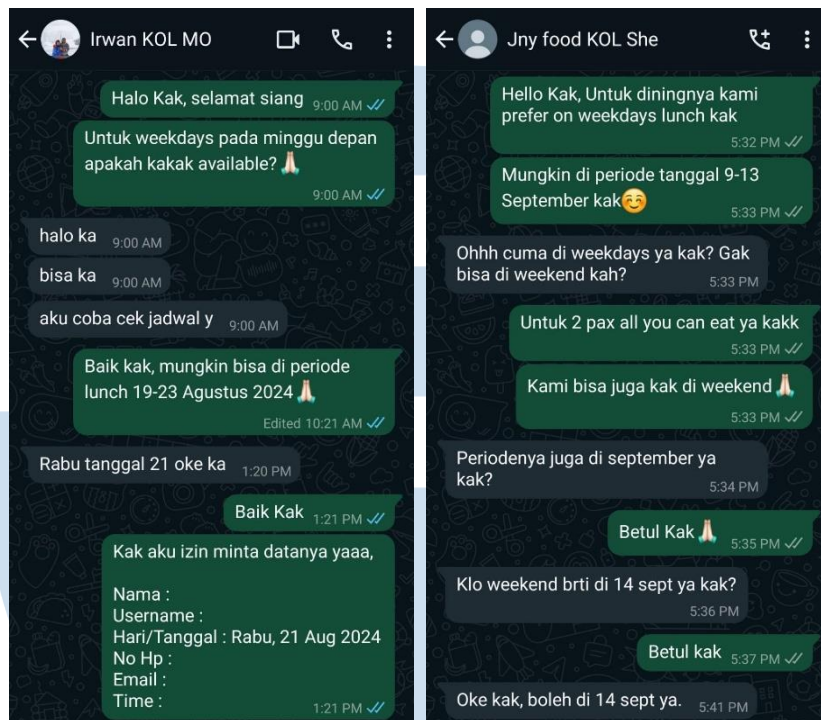 Irwan KOL MO
Halo Kak, selamat siang 9:00 AM
Untuk weekdays pada minggu depan
apakah kakak available?🙏🏻
9:00 AM
halo ka 9:00 AM
bisa ka 9:00 AM
aku coba cek jadwal y 9:00 AM
Baik kak, mungkin bisa di periode
lunch 19-23 Agustus 2024🙏🏻
Edited 10:21 AM
Rabu tanggal 21 oke ka 1:20 PM
Baik Kak 1:21 PM
Kak aku izin minta datanya yaaa,
Nama :
Username :
Hari/Tanggal : Rabu, 21 Aug 2024
No Hp :
Email :
Time :
1:21 PM
Jny food KOL She
Hello Kak, Untuk diningnya kami
prefer on weekdays lunch kak
5:32 PM
Mungkin di periode tanggal 9-13
September kak☺️
5:33 PM
Ohhh cuma di weekdays ya kak? Gak
bisa di weekend kah?
5:33 PM
Untuk 2 pax all you can eat ya kakk
5:33 PM
Kami bisa juga kak di weekend🙏🏻
5:33 PM
Periodenya juga di september ya
kak?
5:34 PM
Betul Kak🙏🏻
5:35 PM
Klo weekend brti di 14 sept ya kak?
5:36 PM
Betul kak 5:37 PM
Oke kak, boleh di 14 sept ya. 5:41 PM